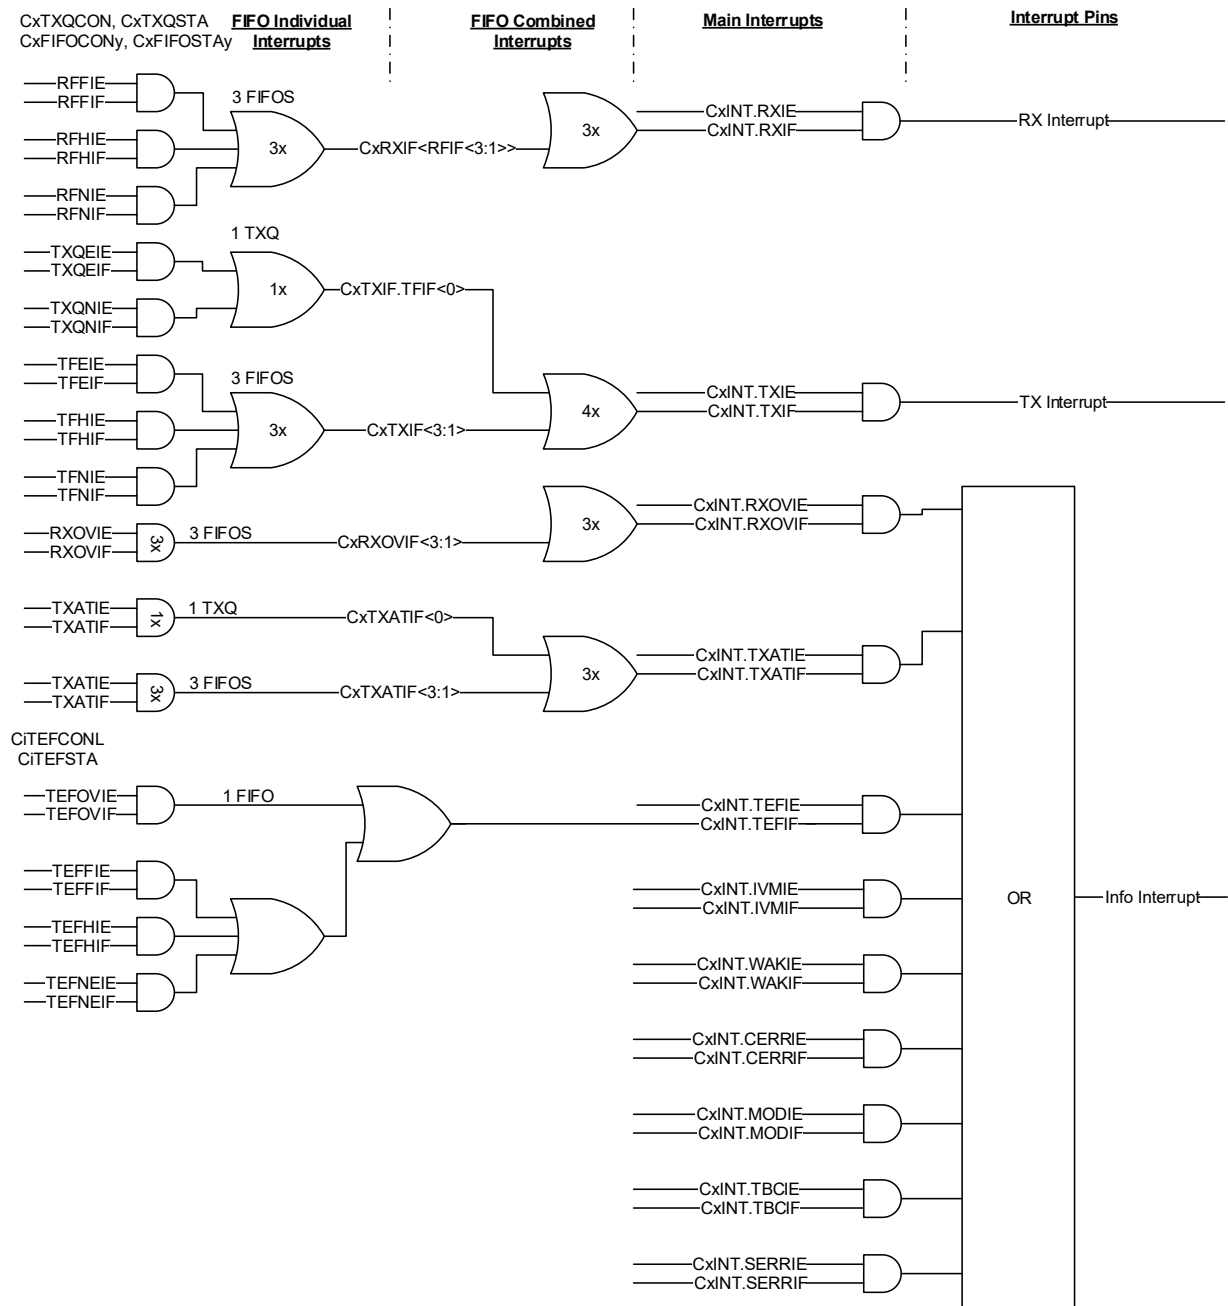 CxTXQCON, CxTXQSTA
CxFIFOCONy, CxFIFOSTAy
FIFO Individual
Interrupts
FIFO Combined
Interrupts
Main Interrupts
Interrupt Pins
RFFIE
RFFIF
3 FIFOS
RFHIE
RFHIF
3x
CxRXIF<RFIF<3:1>>
3x
CxINT.RXIE
CxINT.RXIF
RX Interrupt
RFNIE
RFNIF
1 TXQ
TXQEIE
TXQEIF
1x
CxTXIF.TFIF<0>
TXQNIE
TXQNIF
TFEIE
TFEIF
3 FIFOS
TFHIE
TFHIF
3x
CxTXIF<3:1>
4x
CxINT.TXIE
CxINT.TXIF
TX Interrupt
TFNIE
TFNIF
RXOVIE
RXOVIF
3x
3 FIFOS
CxRXOVIF<3:1>
3x
CxINT.RXOVIE
CxINT.RXOVIF
TXATIE
TXATIF
1x
1 TXQ
CxTXATIF<0>
TXATIE
TXATIF
3x
3 FIFOS
CxTXATIF<3:1>
3x
CxINT.TXATIE
CxINT.TXATIF
CiTEFCONL
CiTEFSTA
TEFOVIE
TEFOVIF
1 FIFO
CxINT.TEFIE
CxINT.TEFIF
TEFFIE
TEFFIF
TEFHIE
TEFHIF
TEFNEIE
TEFNEIF
CxINT.IVMIE
CxINT.IVMIF
OR
Info Interrupt
CxINT.WAKIE
CxINT.WAKIF
CxINT.CERRIE
CxINT.CERRIF
CxINT.MODIE
CxINT.MODIF
CxINT.TBCIE
CxINT.TBCIF
CxINT.SERRIE
CxINT.SERRIF